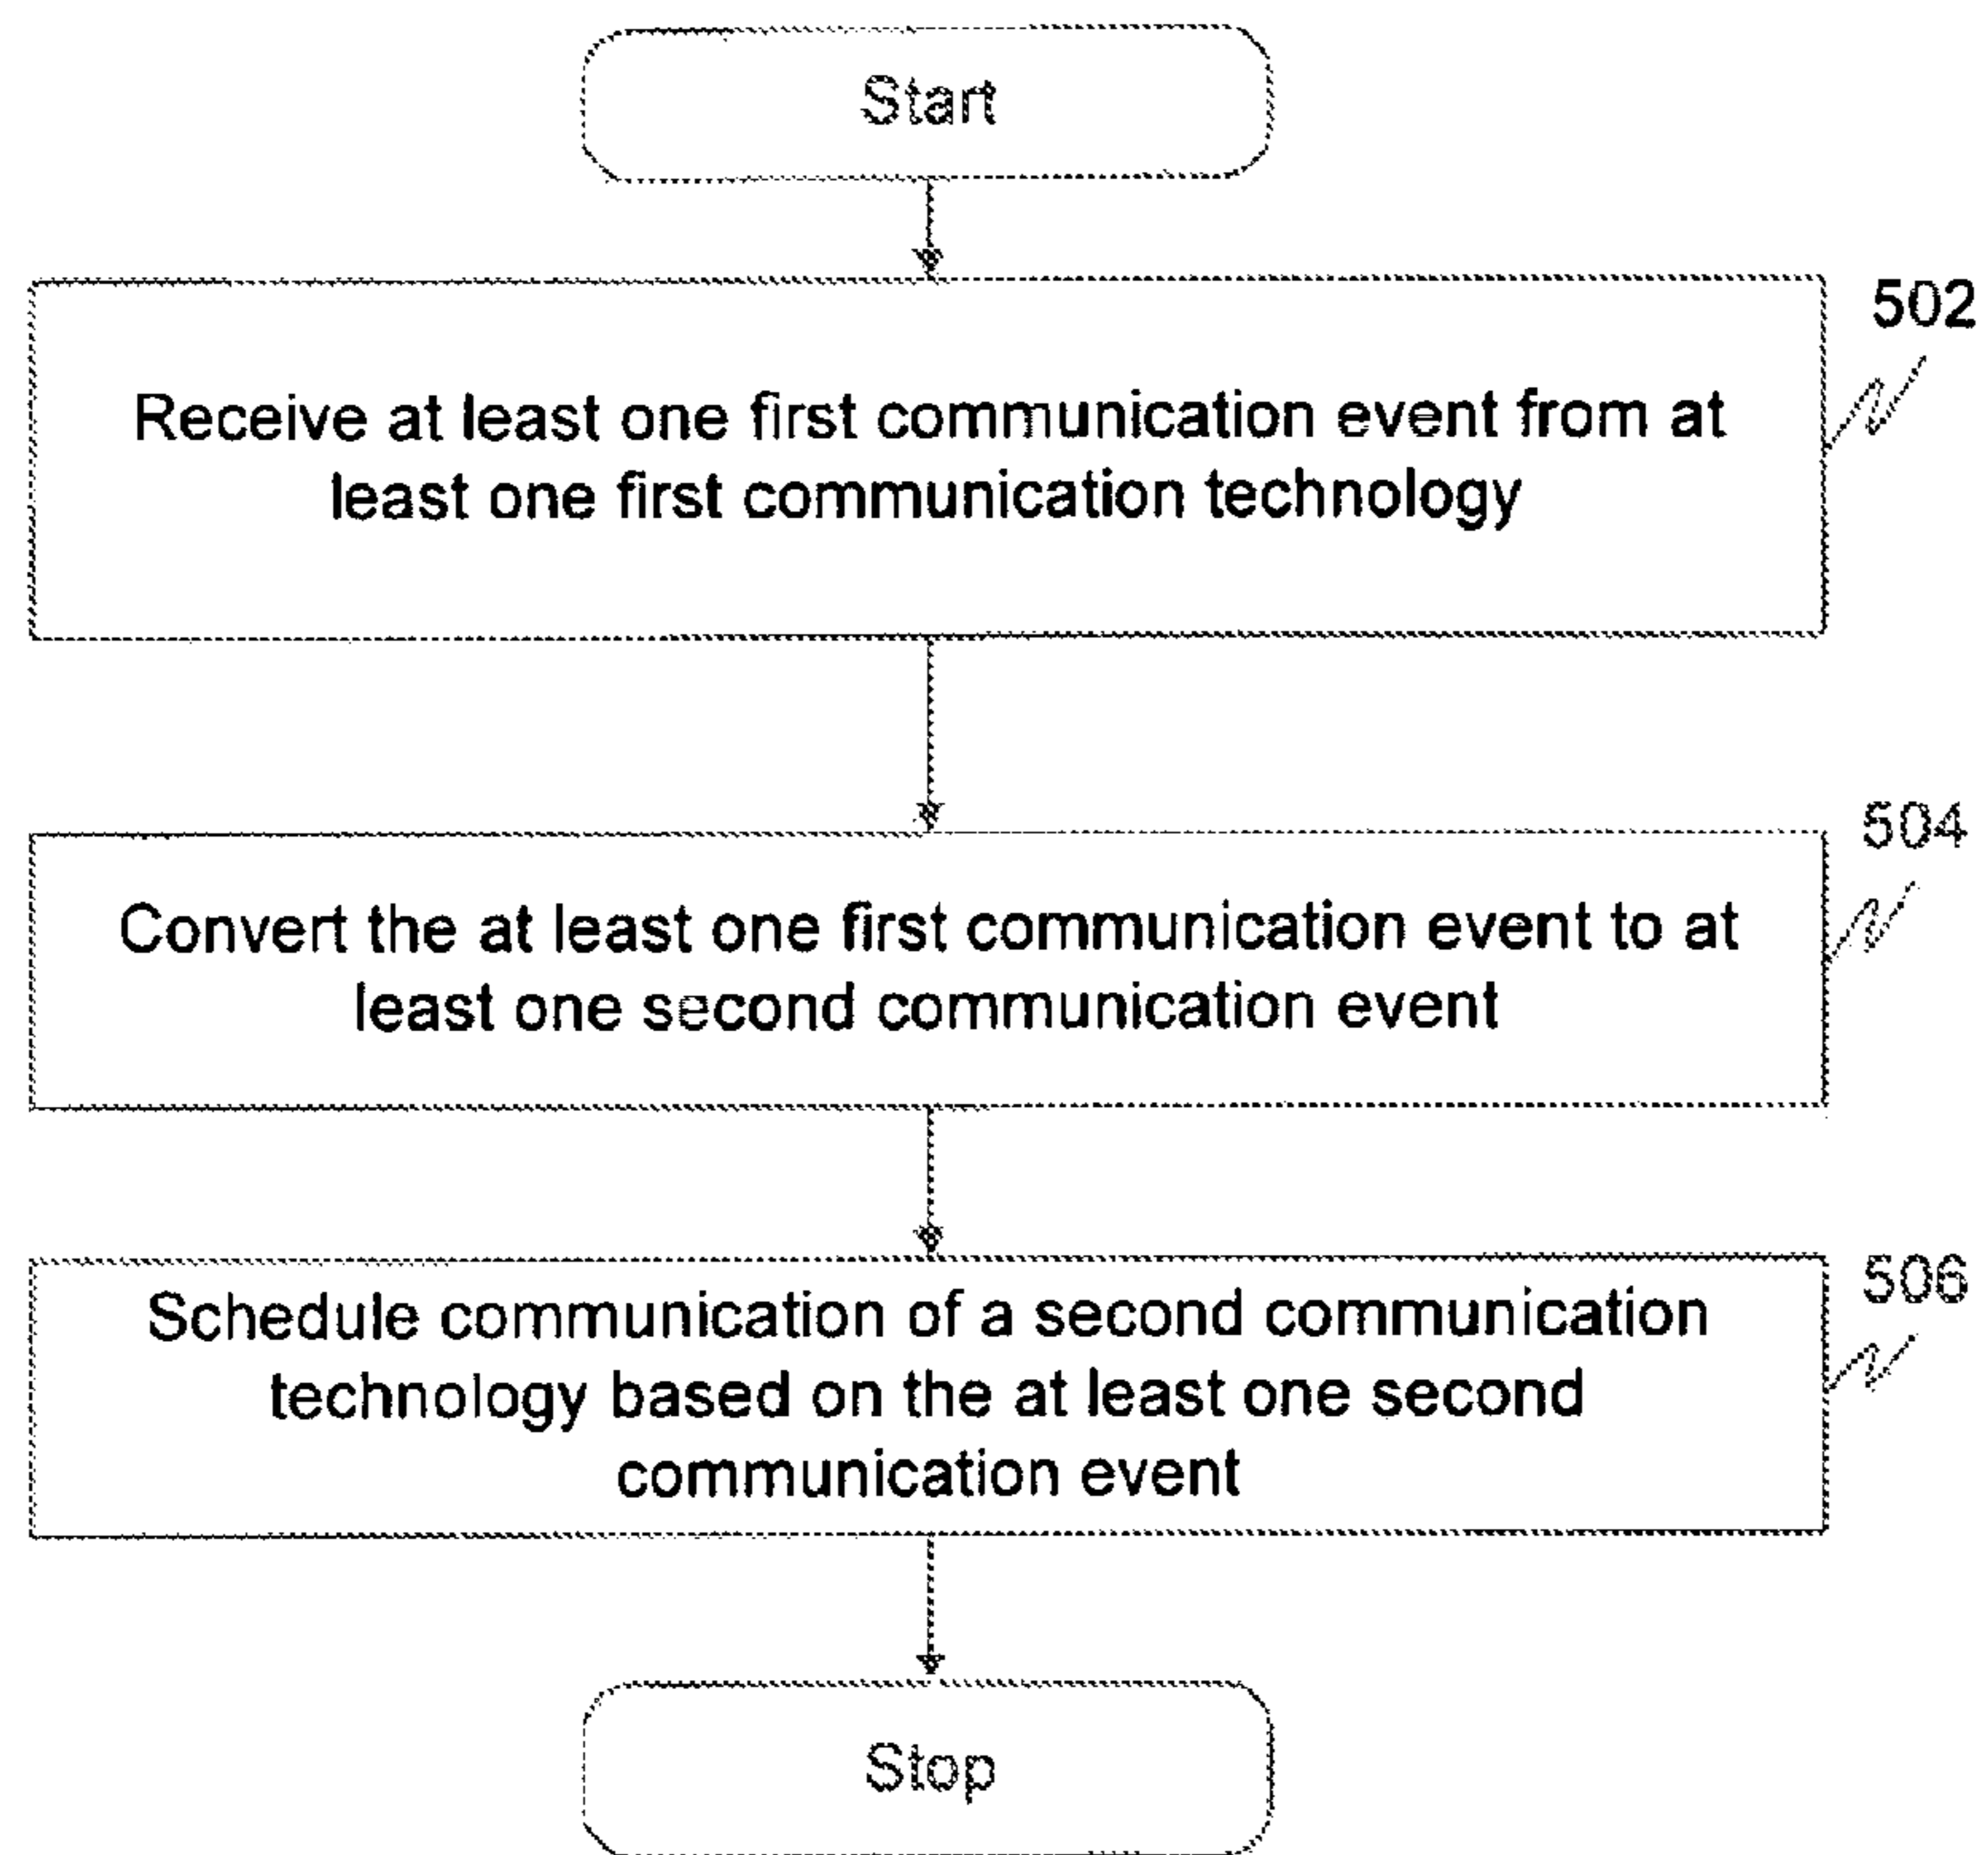 Start
502
Receive at least one first communication event from at
least one first communication technology
504
Convert the at least one first communication event to at
least one second communication event
506
Schedule communication of a second communication
technology based on the at least one second
communication event
Stop